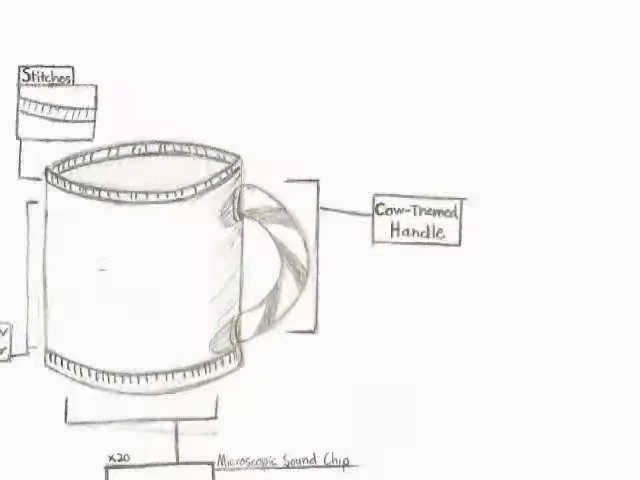 Stitches
Cow-Themed
Handle
x20
Microscopic Sound Chip